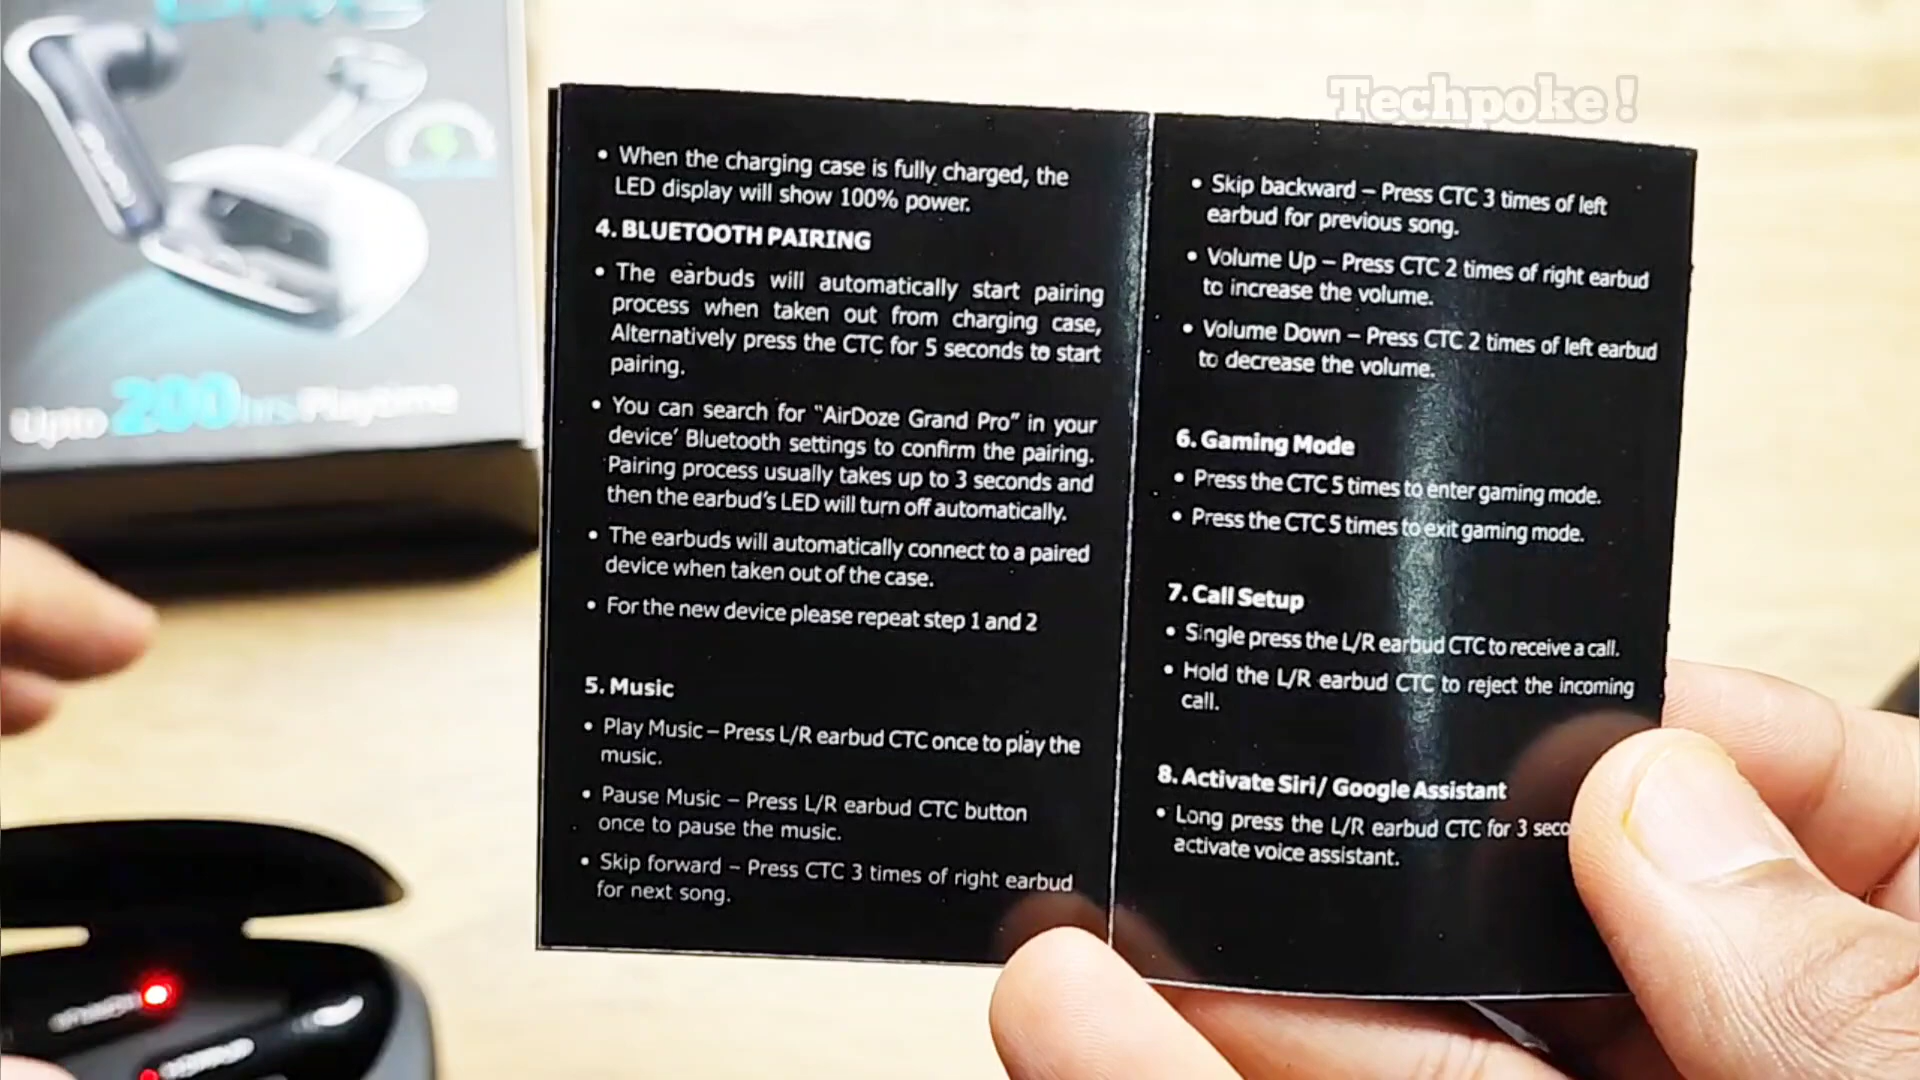 Techpoke!
Upto 200hrs Playtime
• When the charging case is fully charged, the
LED display will show 100% power.
4. BLUETOOTH PAIRING
• The earbuds will automatically start pairing
process when taken out from charging case,
Alternatively press the CTC for 5 seconds to start
pairing.
• You can search for "AirDoze Grand Pro" in your
device' Bluetooth settings to confirm the pairing.
Pairing process usually takes up to 3 seconds and
then the earbud's LED will turn off automatically.
• The earbuds will automatically connect to a paired
device when taken out of the case.
• For the new device please repeat step 1 and 2
5. Music
• Play Music – Press L/R earbud CTC once to play the
music.
• Pause Music – Press L/R earbud CTC button
once to pause the music.
• Skip forward – Press CTC 3 times of right earbud
for next song.
• Skip backward – Press CTC 3 times of left
earbud for previous song.
• Volume Up – Press CTC 2 times of right earbud
to increase the volume.
• Volume Down – Press CTC 2 times of left earbud
to decrease the volume.
6. Gaming Mode
• Press the CTC 5 times to enter gaming mode.
• Press the CTC 5 times to exit gaming mode.
7. Call Setup
• Single press the L/R earbud CTC to receive a call.
• Hold the L/R earbud CTC to reject the incoming
call.
8. Activate Siri/ Google Assistant
• Long press the L/R earbud CTC for 3 seco
activate voice assistant.